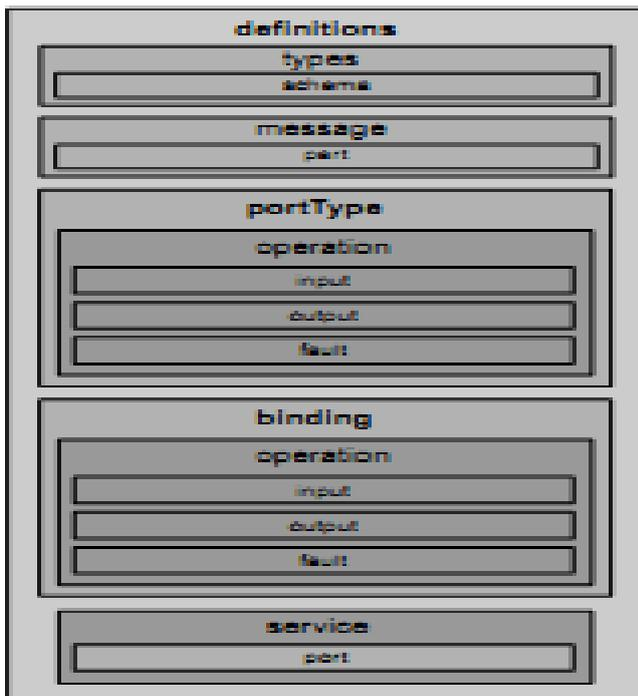 definitions
types
schema
message
part
portType
operation
input
output
fault
binding
operation
input
output
fault
service
port